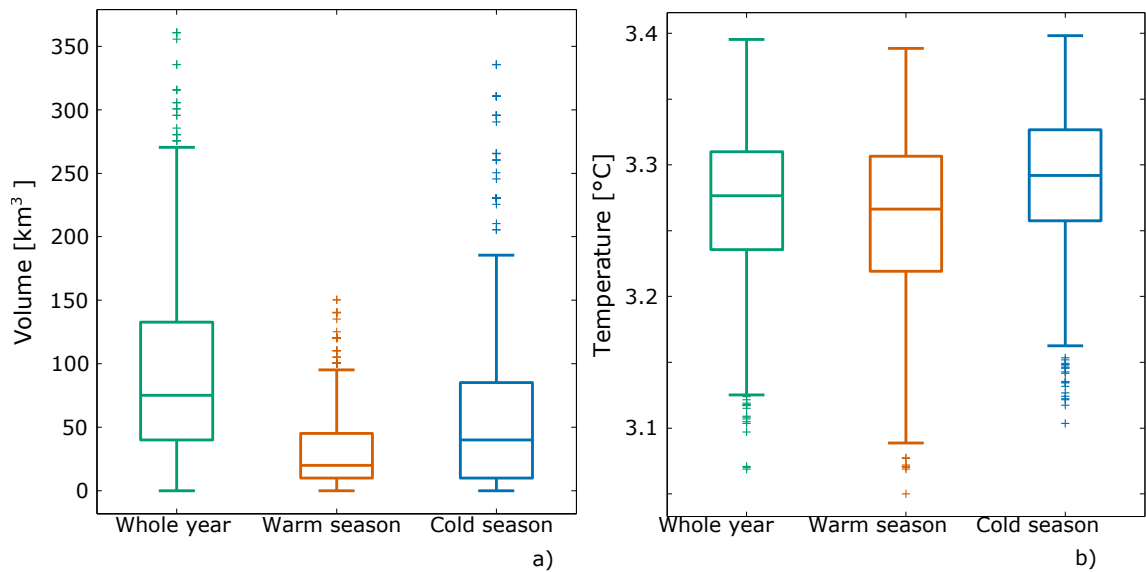 Volume [km³ ]
350
300
250
200
150
100
50
0
Whole year Warm season Cold season
a)
Temperature [°C]
3.4
3.3
3.2
3.1
Whole year Warm season Cold season
b)